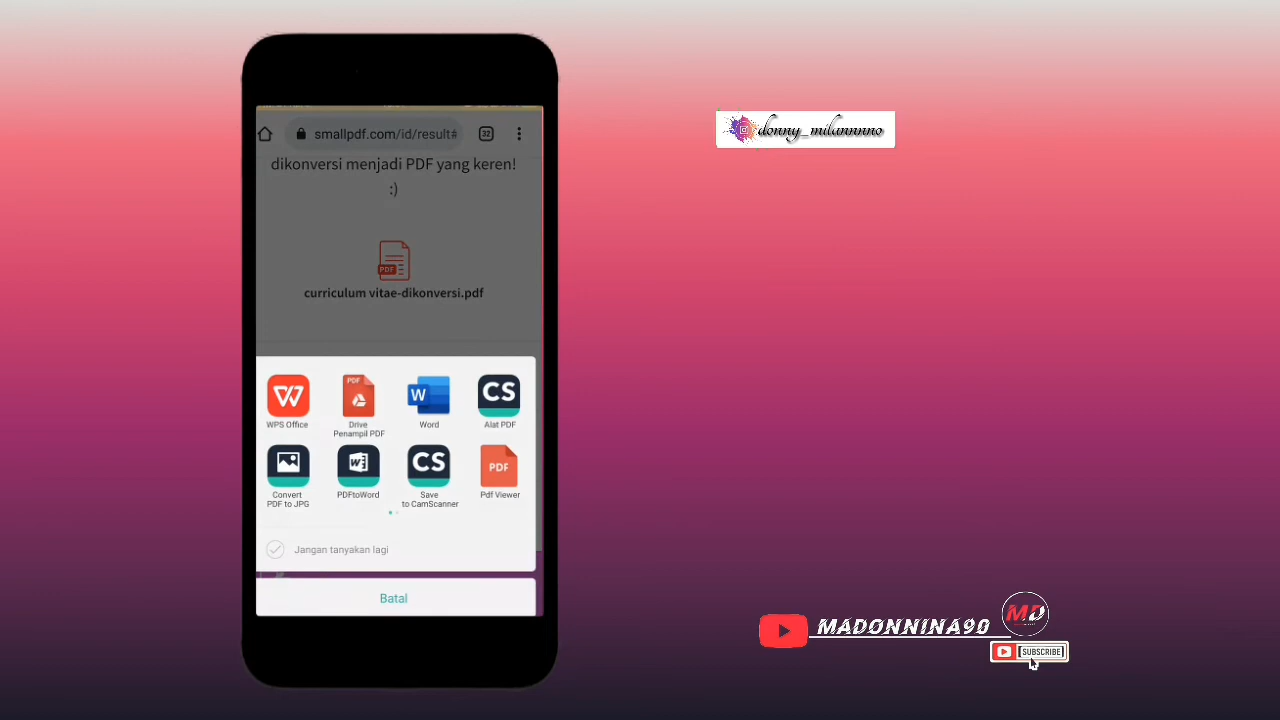 smallpdf.com/id/result#
32
dikonversi menjadi PDF yang keren!
:)
PDF
curriculum vitae-dikonversi.pdf
W
PDF
W
CS
WPS Office
Drive
Penampil PDF
Word
Alat PDF
W
CS
PDF
Convert
PDF to JPG
PDFtoWord
Save
to CamScanner
Pdf Viewer
Jangan tanyakan lagi
Batal
donny_milannnno
MADONNINA90
MD
SUBSCRIBE